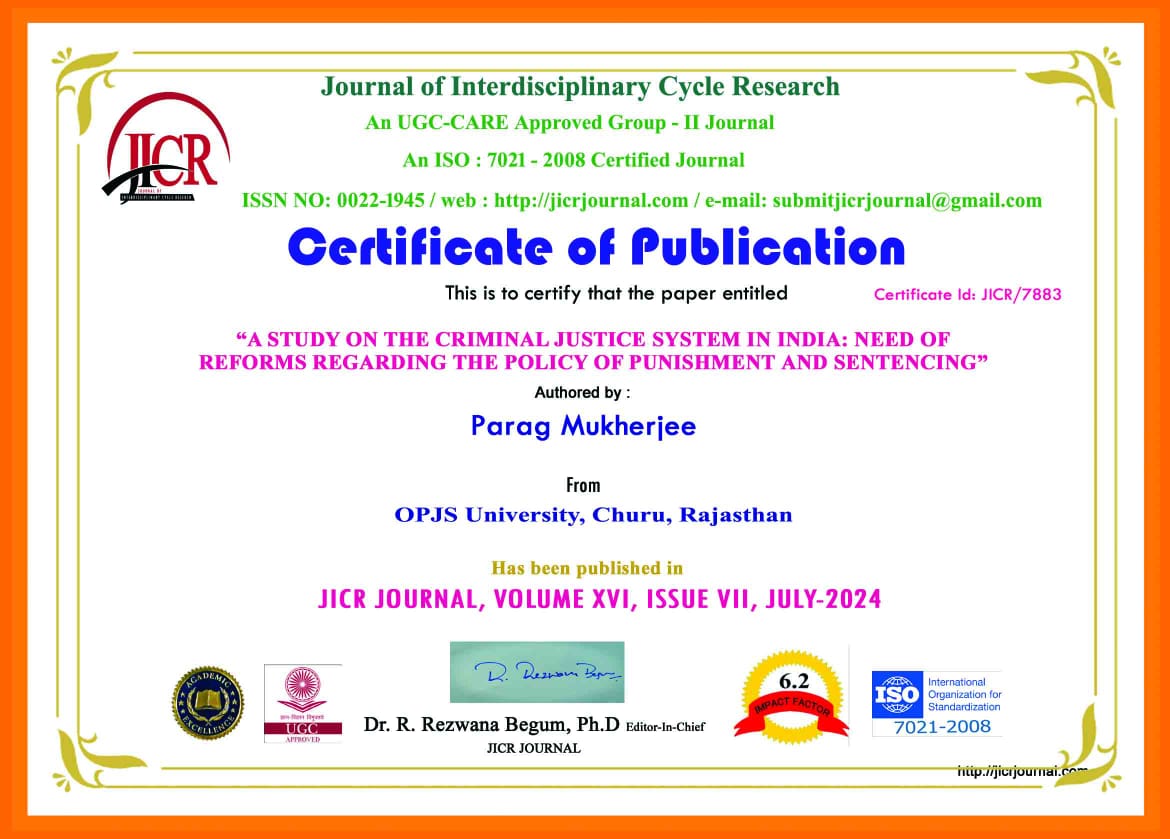 Journal of Interdisciplinary Cycle Research
An UGC-CARE Approved Group - II Journal
An ISO : 7021 - 2008 Certified Journal
JICR
JOURNAL OF
INTERDISCIPLINARY CYCLE RESEARCH
ISSN NO: 0022-1945 / web : http://jicrjournal.com / e-mail: submitjicrjournal@gmail.com
Certificate of Publication
This is to certify that the paper entitled
Certificate Id: JICR/7883
“A STUDY ON THE CRIMINAL JUSTICE SYSTEM IN INDIA: NEED OF
REFORMS REGARDING THE POLICY OF PUNISHMENT AND SENTENCING”
Authored by :
Parag Mukherjee
From
OPJS University, Churu, Rajasthan
Has been published in
JICR JOURNAL, VOLUME XVI, ISSUE VII, JULY-2024
ACADEMIC
EXCELLENCE
ज्ञान-विज्ञान विमुक्तये
UGC
APPROVED
R. Rezwana Begum
Dr. R. Rezwana Begum, Ph.D Editor-In-Chief
JICR JOURNAL
6.2
IMPACT FACTOR
ISO
International
Organization for
Standardization
7021-2008
http://jicrjournal.com